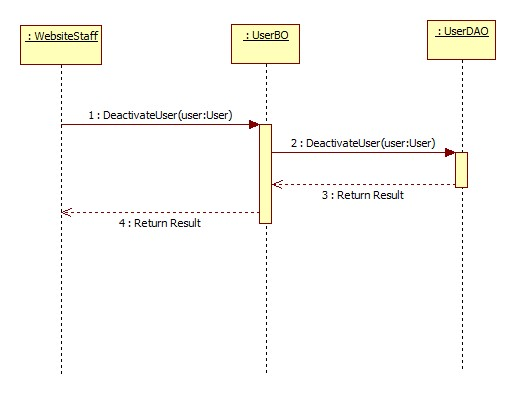 : WebsiteStaff
: UserBO
: UserDAO
1 : DeactivateUser(user:User)
2 : DeactivateUser(user:User)
3 : Return Result
4 : Return Result